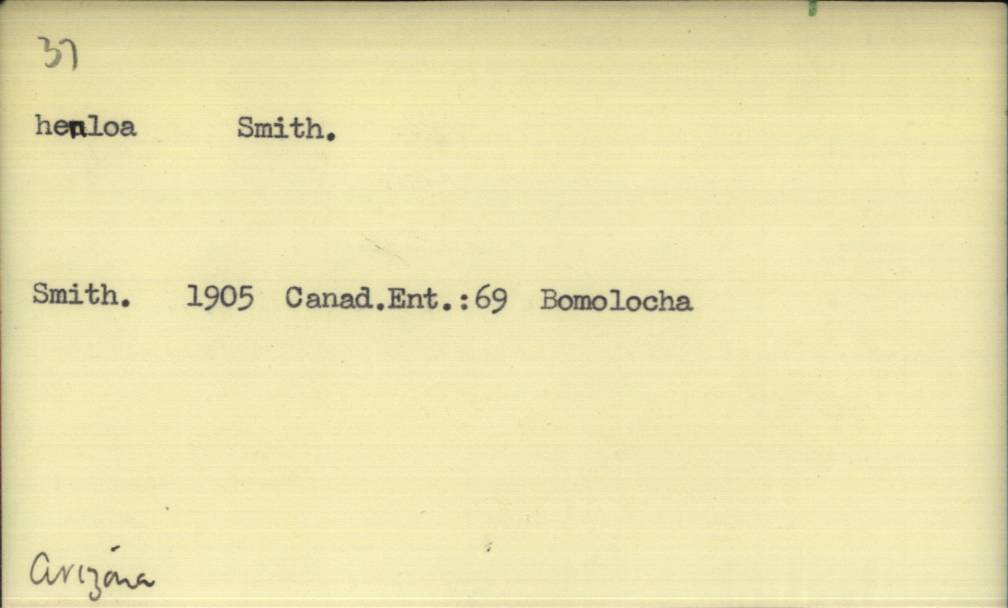 37
henloa Smith.
Smith. 1905 Canad.Ent.:69 Bomolocha
Arizona